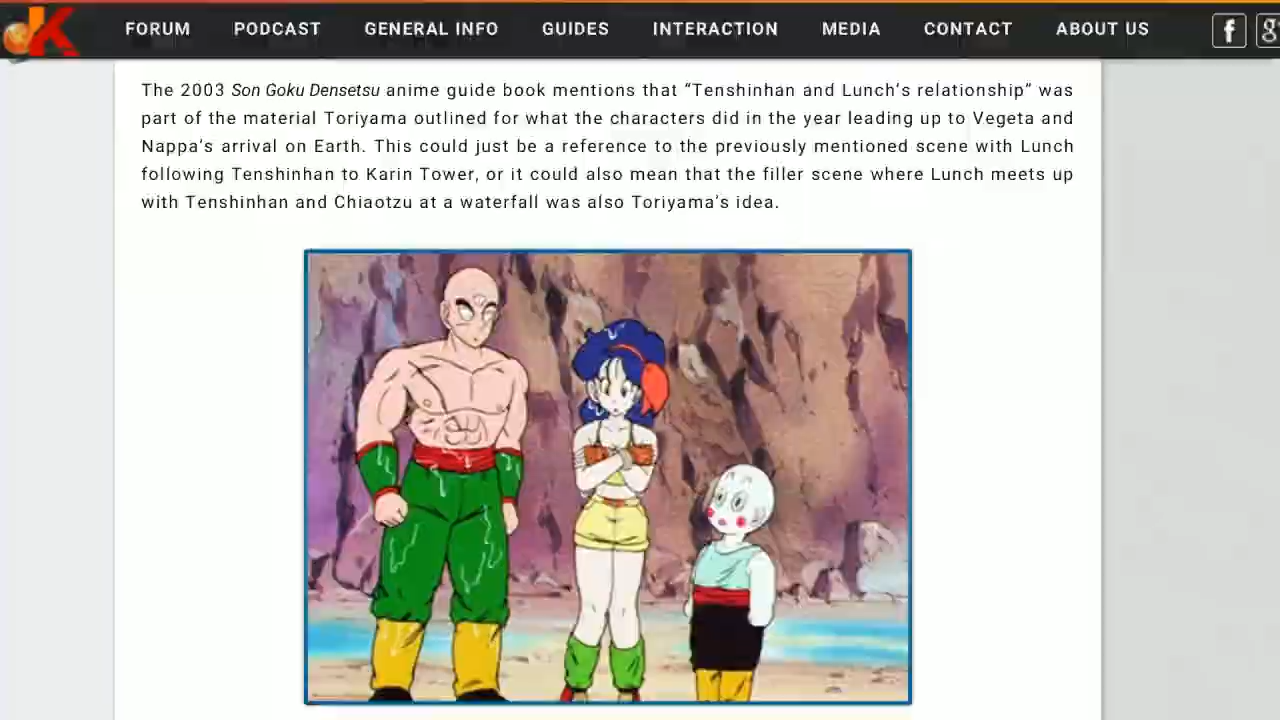 FORUM PODCAST GENERAL INFO GUIDES INTERACTION MEDIA CONTACT ABOUT US
The 2003 Son Goku Densetsu anime guide book mentions that “Tenshinhan and Lunch’s relationship” was
part of the material Toriyama outlined for what the characters did in the year leading up to Vegeta and
Nappa’s arrival on Earth. This could just be a reference to the previously mentioned scene with Lunch
following Tenshinhan to Karin Tower, or it could also mean that the filler scene where Lunch meets up
with Tenshinhan and Chiaotzu at a waterfall was also Toriyama’s idea.